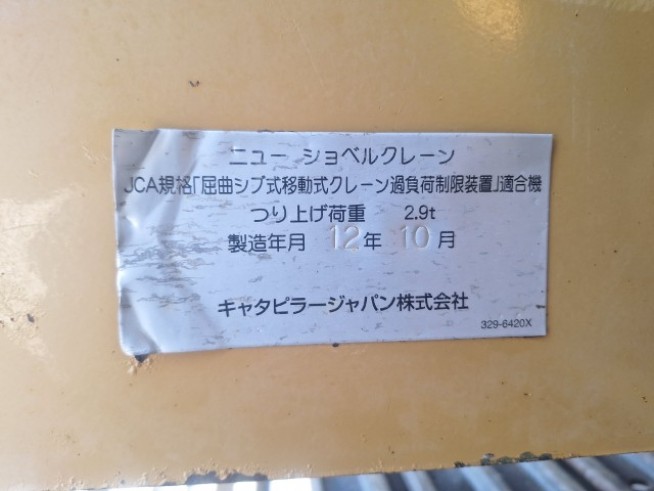 ニュー ショベルクレーン
JCA規格「屈曲ジブ式移動式クレーン過負荷制限装置」適合機
つり上げ荷重 2.9t
製造年月 12年 10月
キャタピラージャパン株式会社
329-6420X